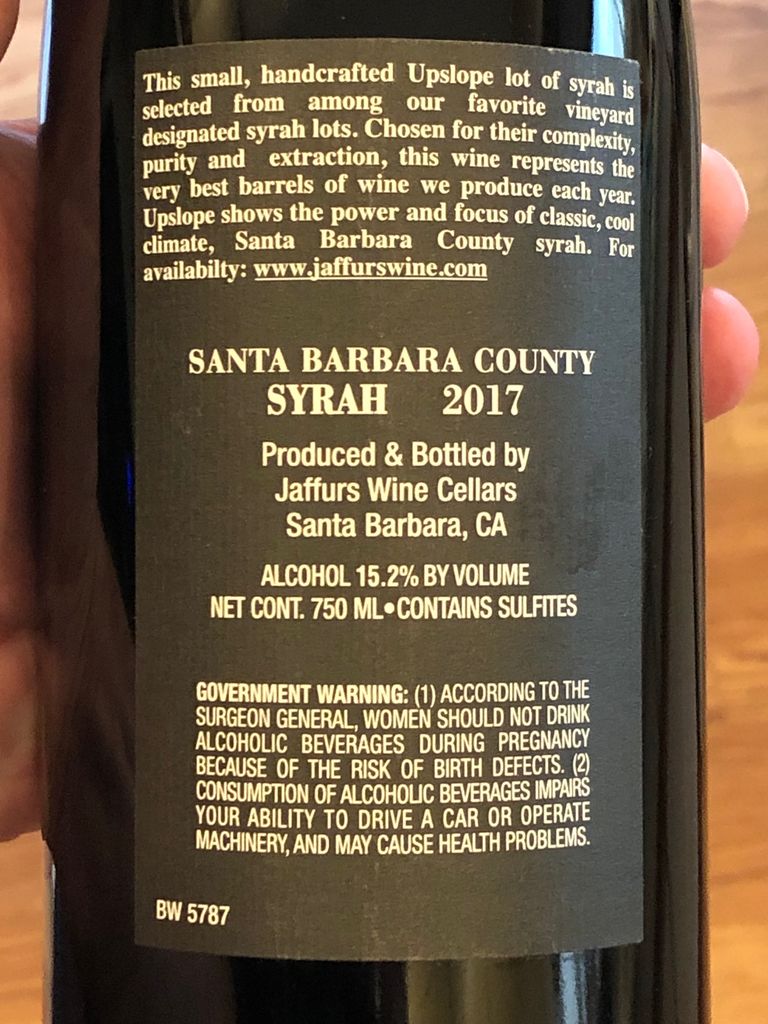 This small, handcrafted Upslope lot of syrah is
selected from among our favorite vineyard
designated syrah lots. Chosen for their complexity,
purity and extraction, this wine represents the
very best barrels of wine we produce each year.
Upslope shows the power and focus of classic, cool
climate, Santa Barbara County syrah. For
availabilty: www.jaffurswine.com
SANTA BARBARA COUNTY
SYRAH 2017
Produced & Bottled by
Jaffurs Wine Cellars
Santa Barbara, CA
ALCOHOL 15.2% BY VOLUME
NET CONT. 750 ML•CONTAINS SULFITES
GOVERNMENT WARNING: (1) ACCORDING TO THE
SURGEON GENERAL, WOMEN SHOULD NOT DRINK
ALCOHOLIC BEVERAGES DURING PREGNANCY
BECAUSE OF THE RISK OF BIRTH DEFECTS. (2)
CONSUMPTION OF ALCOHOLIC BEVERAGES IMPAIRS
YOUR ABILITY TO DRIVE A CAR OR OPERATE
MACHINERY, AND MAY CAUSE HEALTH PROBLEMS.
BW 5787